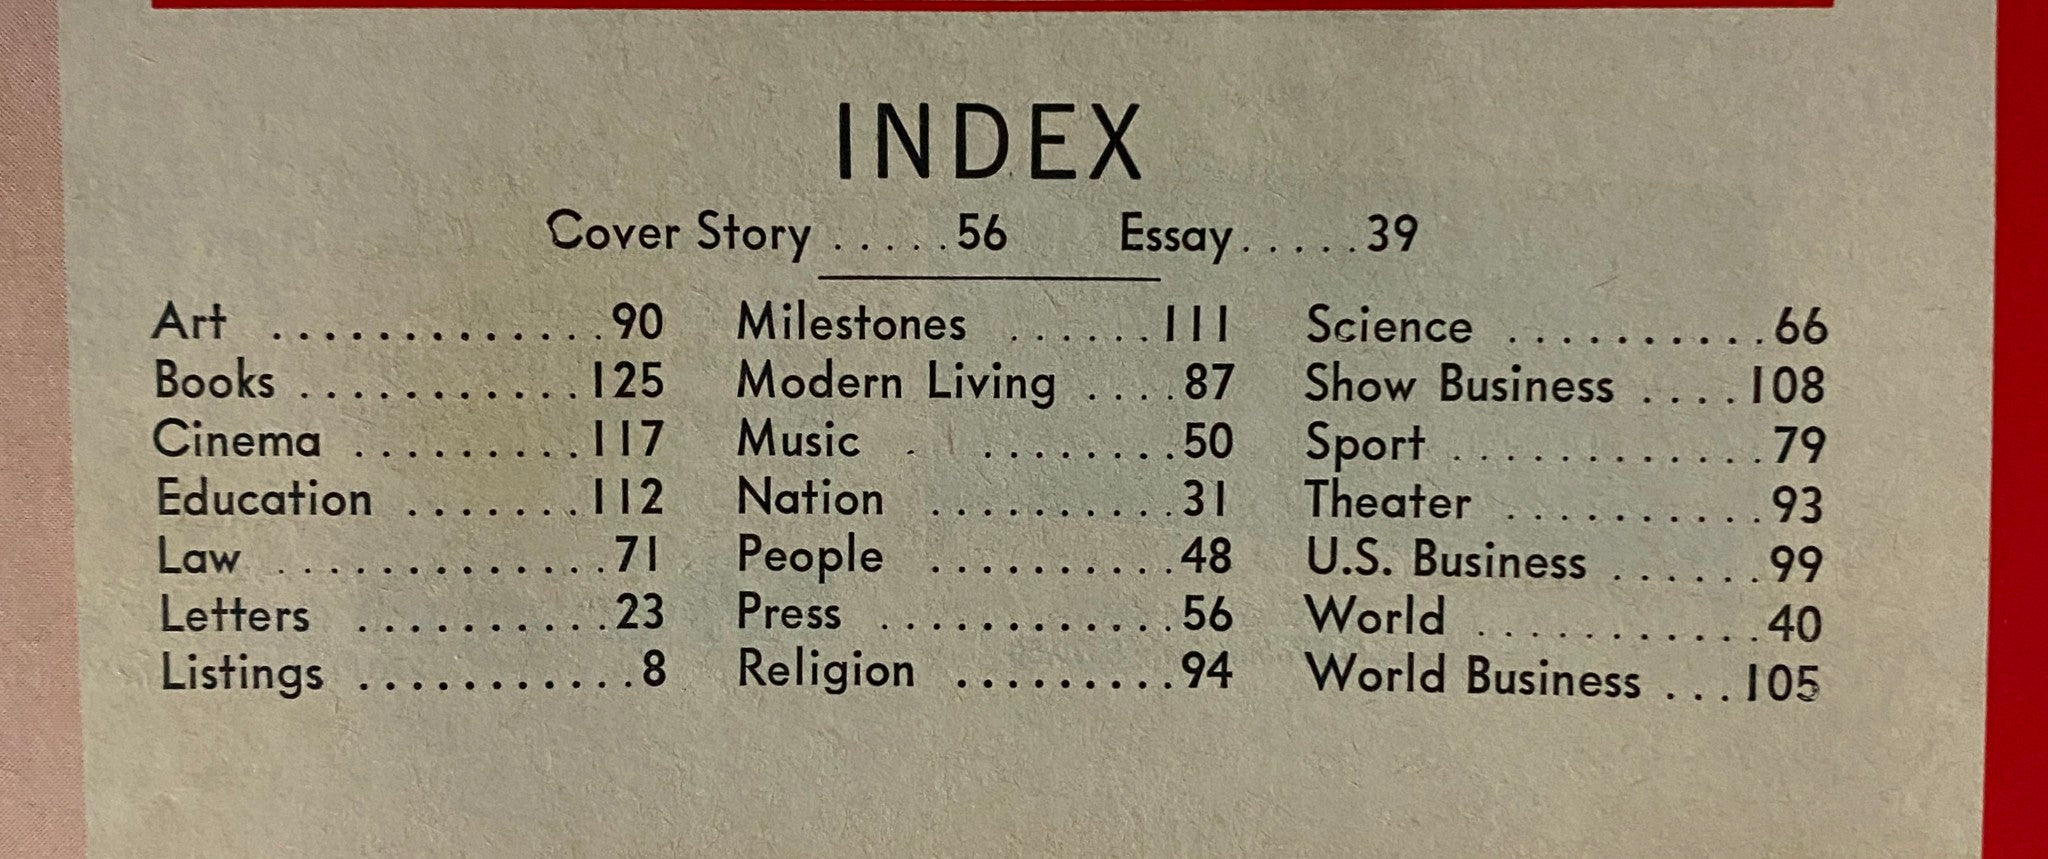 INDEX
Cover Story . . . . . 56 Essay . . . . . 39
Art . . . . . . . . . . . . . 90
Books . . . . . . . . . . . 125
Cinema . . . . . . . . . 117
Education . . . . . . . 112
Law . . . . . . . . . . . . . 71
Letters . . . . . . . . . . 23
Listings . . . . . . . . . . . 8
Milestones . . . . . . 111
Modern Living . . . . 87
Music . . . . . . . . . 50
Nation . . . . . . . . . . 31
People . . . . . . . . . . 48
Press . . . . . . . . . . . . 56
Religion . . . . . . . . . 94
Science . . . . . . . . . . 66
Show Business . . . . 108
Sport . . . . . . . . . . . . 79
Theater . . . . . . . . . . 93
U.S. Business . . . . . . 99
World . . . . . . . . . . . 40
World Business . . . 105